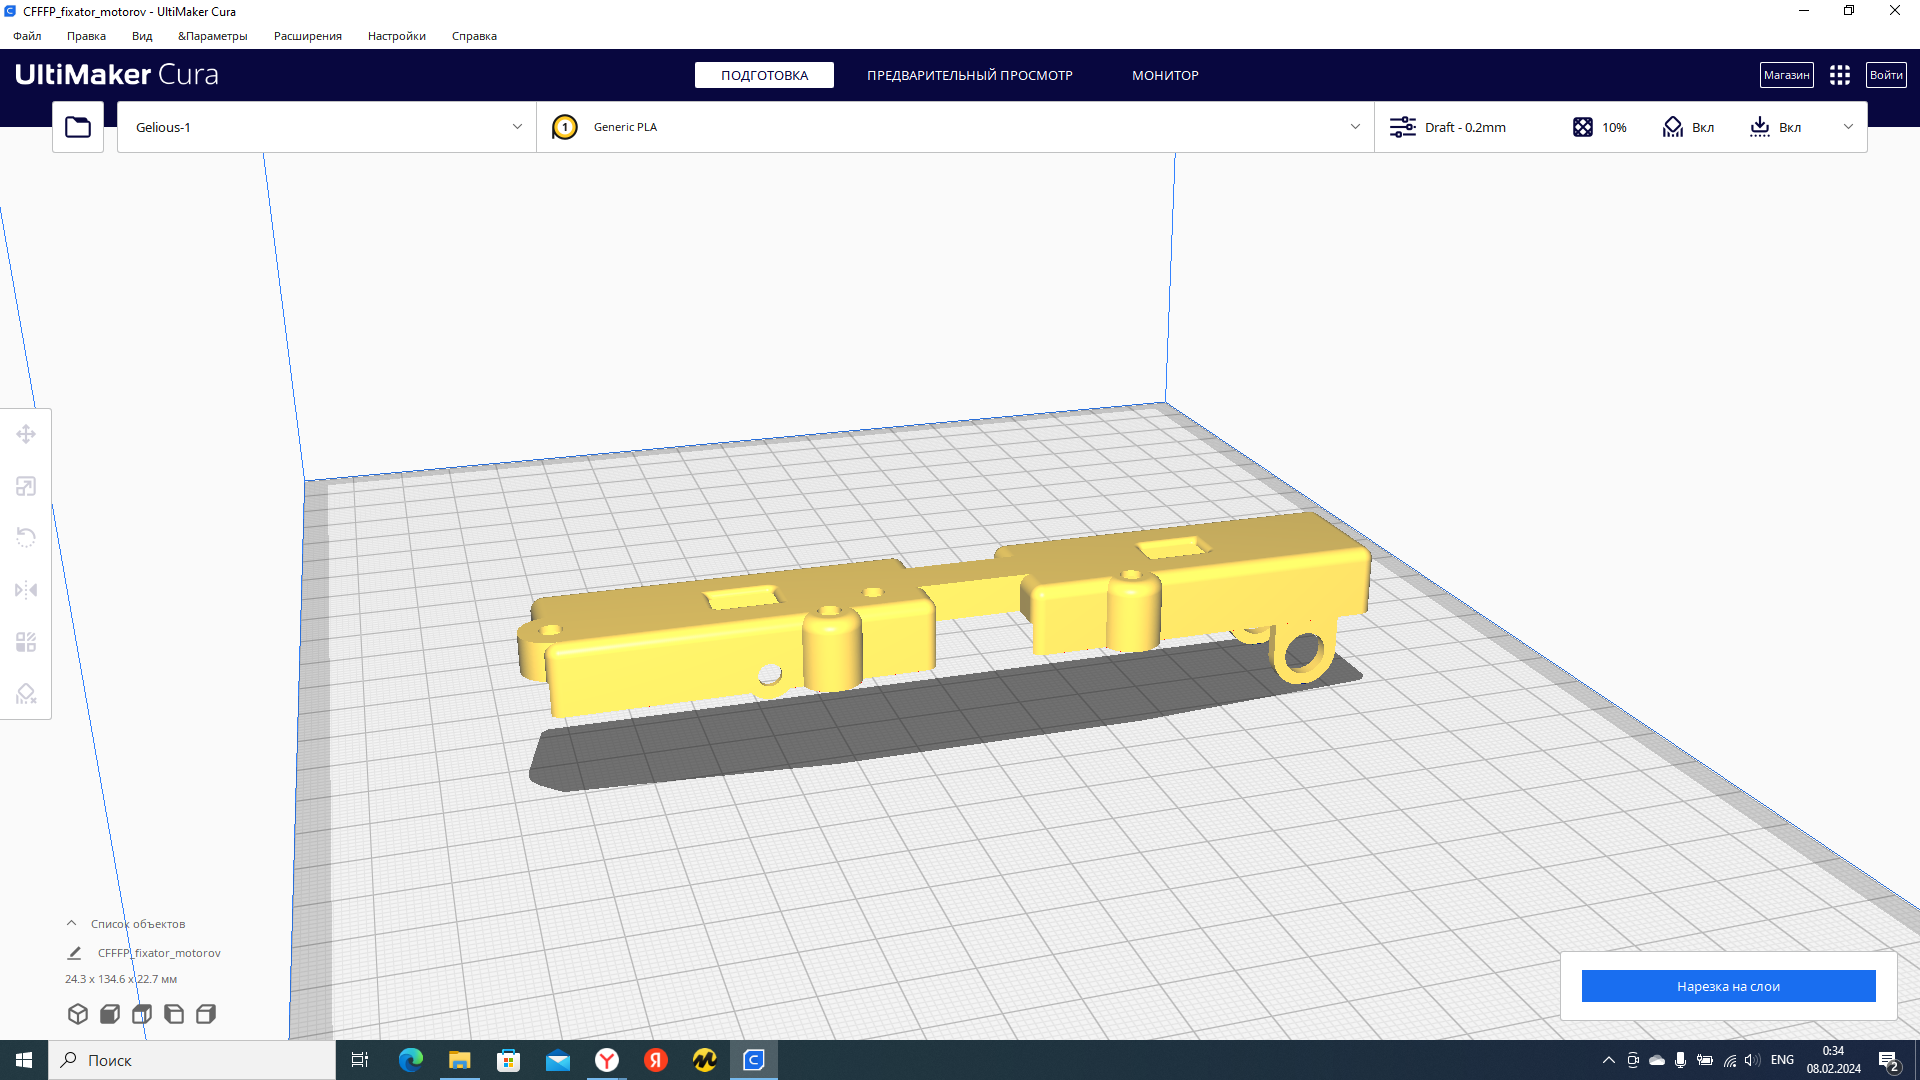 CFFFP_fixator_motorov - UltiMaker Cura
Файл Правка Вид &Параметры Расширения Настройки Справка
UltiMaker Cura
ПОДГОТОВКА ПРЕДВАРИТЕЛЬНЫЙ ПРОСМОТР МОНИТОР
Магазин Войти
Gelious-1
1 Generic PLA
Draft - 0.2mm 10% Вкл Вкл
Список объектов
CFFFP_fixator_motorov
24.3 x 134.6 x 22.7 мм
Нарезка на слои
Поиск
ENG
0:34
08.02.2024
2